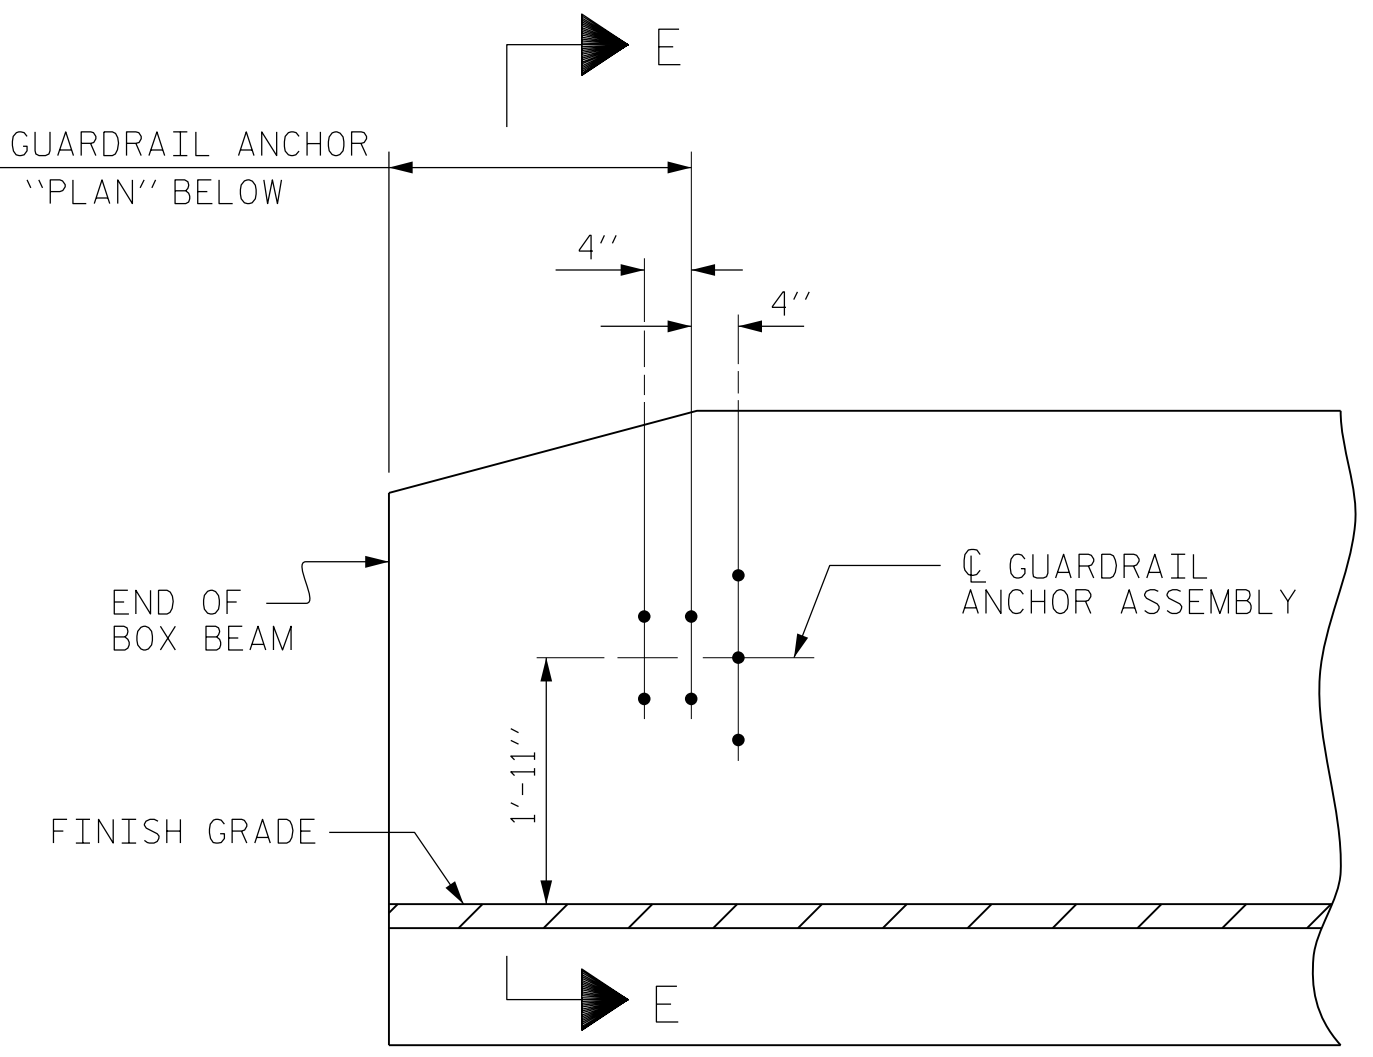 E
GUARDRAIL ANCHOR
"PLAN" BELOW
4"
4"
℄ GUARDRAIL
ANCHOR ASSEMBLY
END OF
BOX BEAM
1'-11"
FINISH GRADE
E